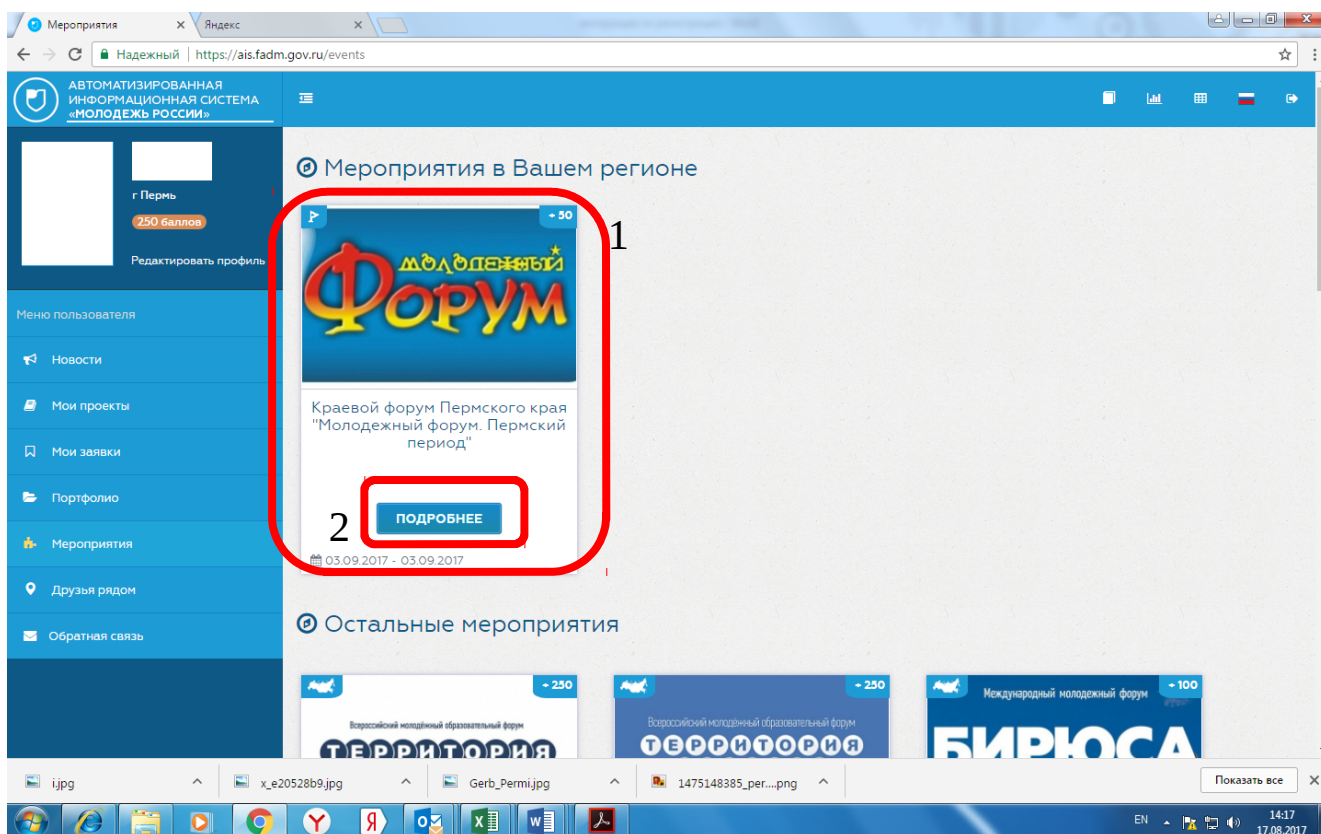 Мероприятия
Яндекс
Надежный | https://ais.fadm.gov.ru/events
АВТОМАТИЗИРОВАННАЯ
ИНФОРМАЦИОННАЯ СИСТЕМА
«МОЛОДЕЖЬ РОССИИ»
г Пермь
250 баллов
Редактировать профиль
Меню пользователя
Новости
Мои проекты
Мои заявки
Портфолио
Мероприятия
Друзья рядом
Обратная связь
Мероприятия в Вашем регионе
+ 50
1
молодежный
Форум
Краевой форум Пермского края
"Молодежный форум. Пермский
период"
2
ПОДРОБНЕЕ
03.09.2017 - 03.09.2017
Остальные мероприятия
+ 250
Всероссийский молодёжный образовательный форум
ТЕРРИТОРИЯ
+ 250
Всероссийский молодёжный образовательный форум
ТЕРРИТОРИЯ
+ 100
Международный молодежный форум
БИРЮСА
i.jpg
x_e20528b9.jpg
Gerb_Permi.jpg
1475148385_per....png
Показать все
EN
14:17
17.08.2017